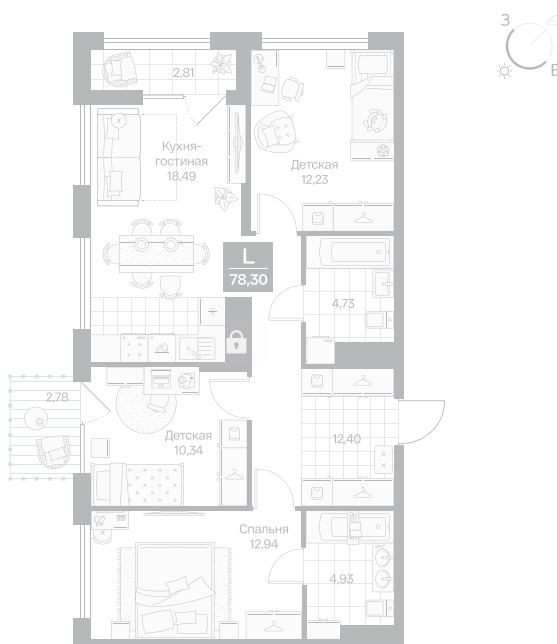 З
В
2,81
Кухня-
гостиная
18,49
Детская
12,23
L
78,30
4,73
2,78
Детская
10,34
12,40
Спальня
12,94
4,93